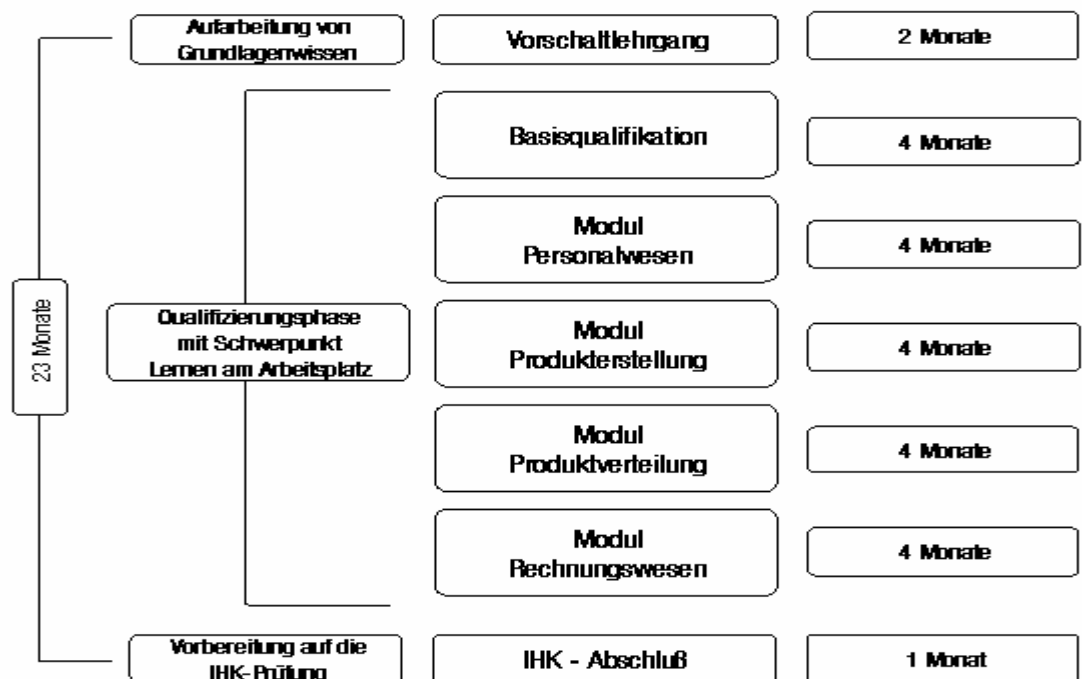 Aufarbeitung von
Grundlagenwissen
Vorschaltlehrgang
2 Monate
Basisqualifikation
4 Monate
Modul
Personalwesen
4 Monate
23 Monate
Qualifizierungsphase
mit Schwerpunkt
Lernen am Arbeitsplatz
Modul
Produkterstellung
4 Monate
Modul
Produktverteilung
4 Monate
Modul
Rechnungswesen
4 Monate
Vorbereitung auf die
IHK-Prüfung
IHK - Abschluß
1 Monat